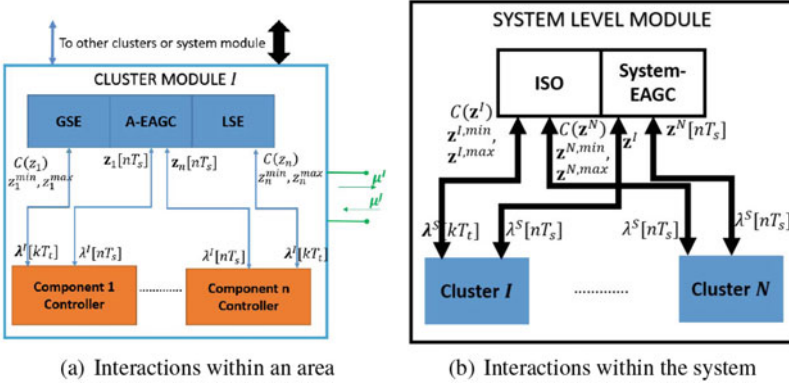 To other clusters or system module
CLUSTER MODULE I
GSE A-EAGC LSE
C(z₁) z₁[nTₛ] zₙ[nTₛ] C(zₙ)
z₁ᵐⁱⁿ, z₁ᵐᵃˣ zₙᵐⁱⁿ, zₙᵐᵃˣ
μᴵ
μᴵ
λᴵ[kTₜ] λᴵ[nTₛ] λᴵ[nTₛ] λᴵ[kTₜ]
Component 1 Component n
Controller ............ Controller
(a) Interactions within an area
SYSTEM LEVEL MODULE
System-
ISO EAGC
C(zᴵ) C(zᴺ) zᴵ zᴺ[nTₛ]
zᴵ,ᵐⁱⁿ, zᴺ,ᵐⁱⁿ,
zᴵ,ᵐᵃˣ zᴺ,ᵐᵃˣ
λˢ[kTₜ] λˢ[nTₛ] λˢ[nTₛ] λˢ[nTₛ]
Cluster I ............ Cluster N
(b) Interactions within the system